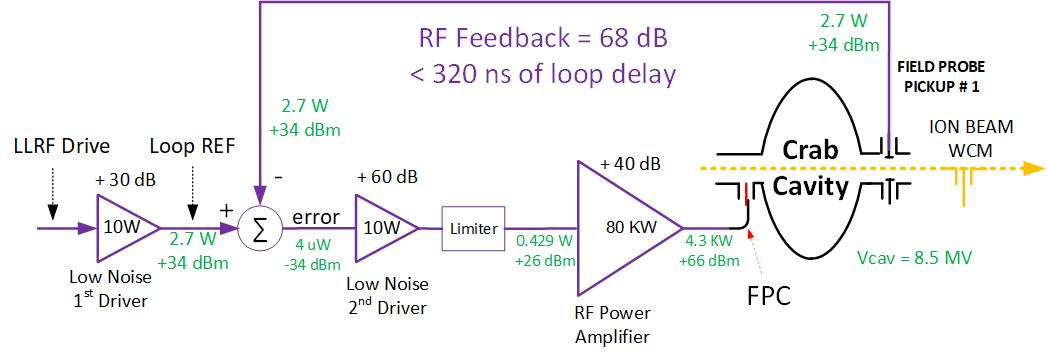 RF Feedback = 68 dB
< 320 ns of loop delay
2.7 W
+34 dBm
FIELD PROBE
PICKUP # 1
2.7 W
+34 dBm
ION BEAM
WCM
LLRF Drive
Loop REF
+ 30 dB
10W
Low Noise
1st Driver
+
2.7 W
+34 dBm
-
Σ
error
4 uW
-34 dBm
+ 60 dB
10W
Low Noise
2nd Driver
Limiter
0.429 W
+26 dBm
+ 40 dB
80 KW
RF Power
Amplifier
4.3 KW
+66 dBm
FPC
Crab
Cavity
Vcav = 8.5 MV